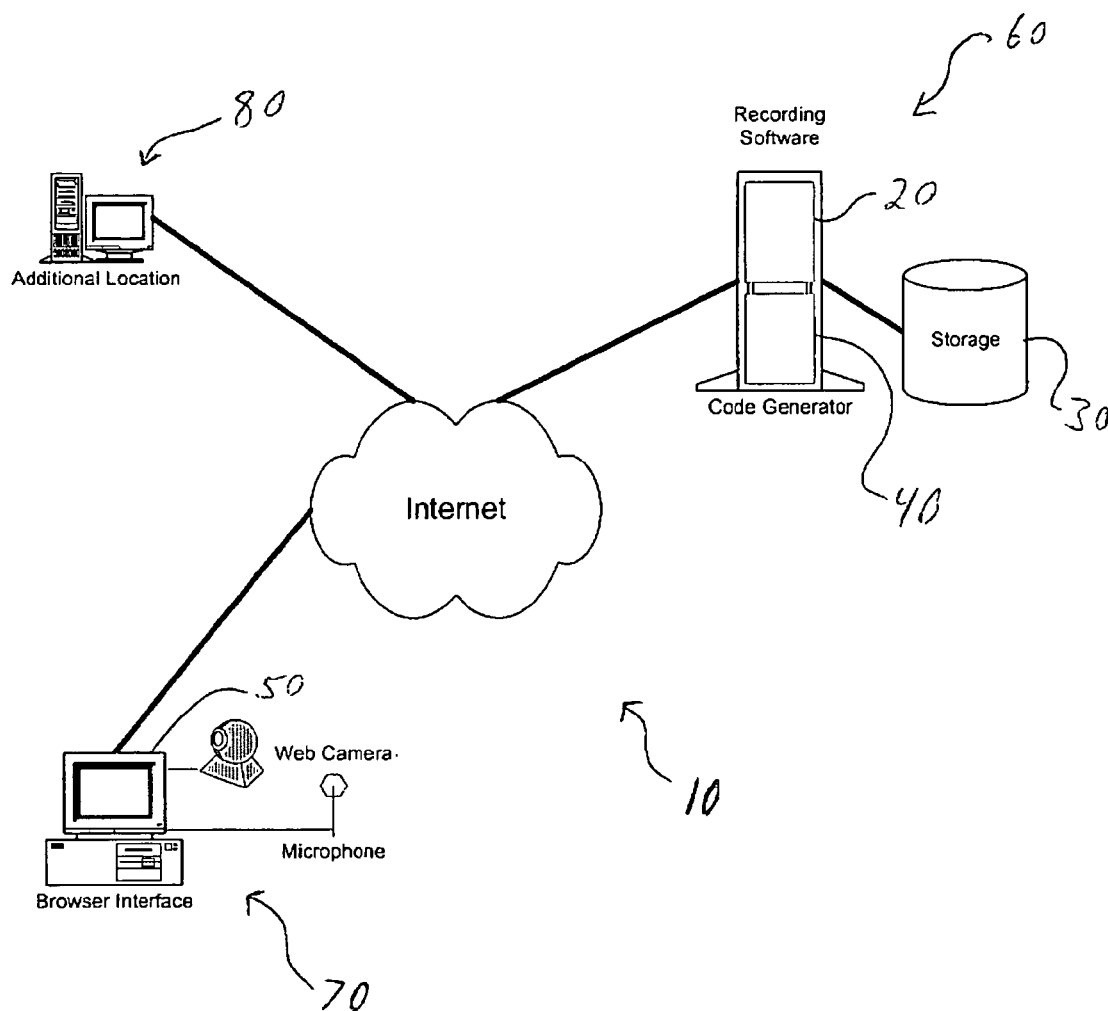 60
80
Recording
Software
20
Additional Location
Storage
Code Generator
30
40
Internet
50
Web Camera
10
Microphone
Browser Interface
70